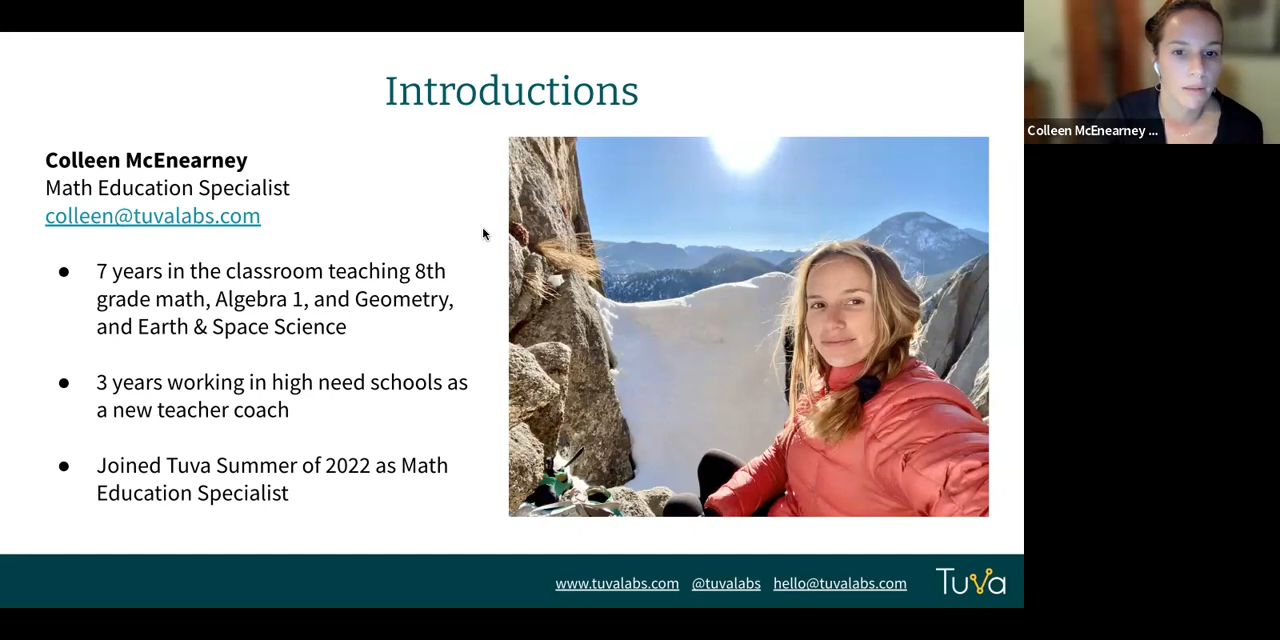 Introductions
Colleen McEnearney
Math Education Specialist
colleen@tuvalabs.com
● 7 years in the classroom teaching 8th
grade math, Algebra 1, and Geometry,
and Earth & Space Science
● 3 years working in high need schools as
a new teacher coach
● Joined Tuva Summer of 2022 as Math
Education Specialist
www.tuvalabs.com @tuvalabs hello@tuvalabs.com Tuva
Colleen McEnearney ...